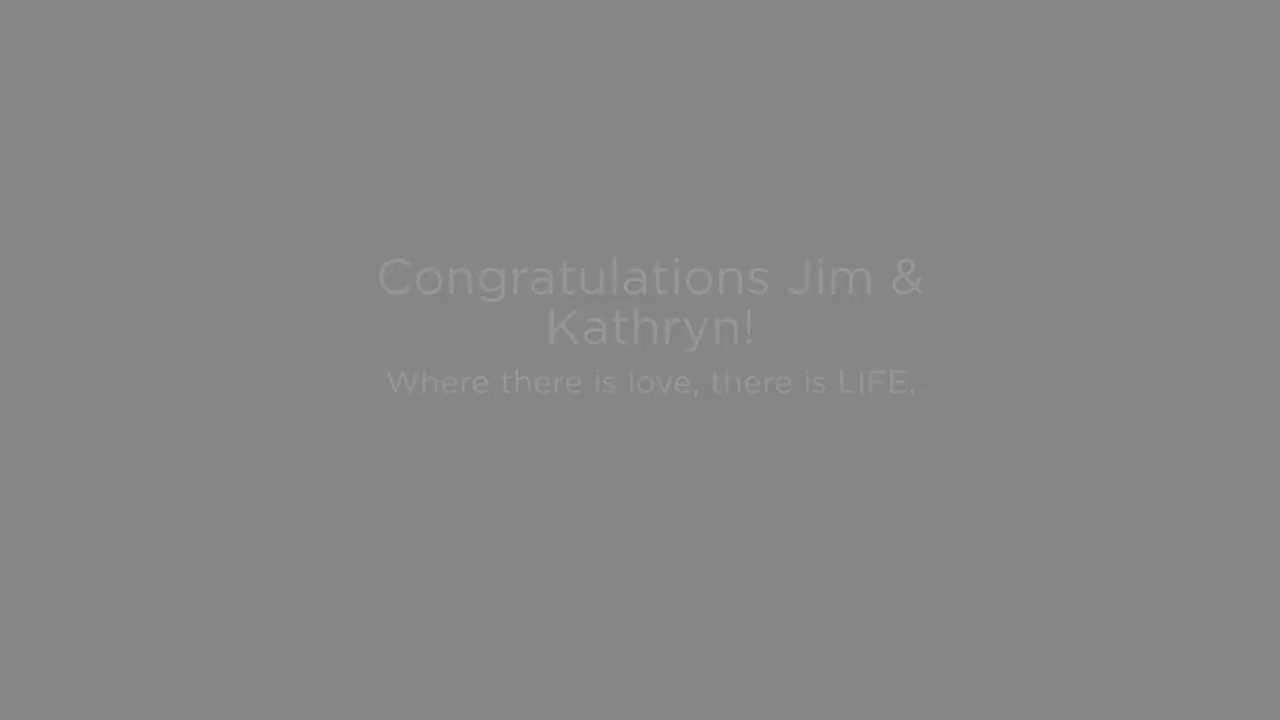 Congratulations Jim &
Kathryn!
Where there is love, there is LIFE.